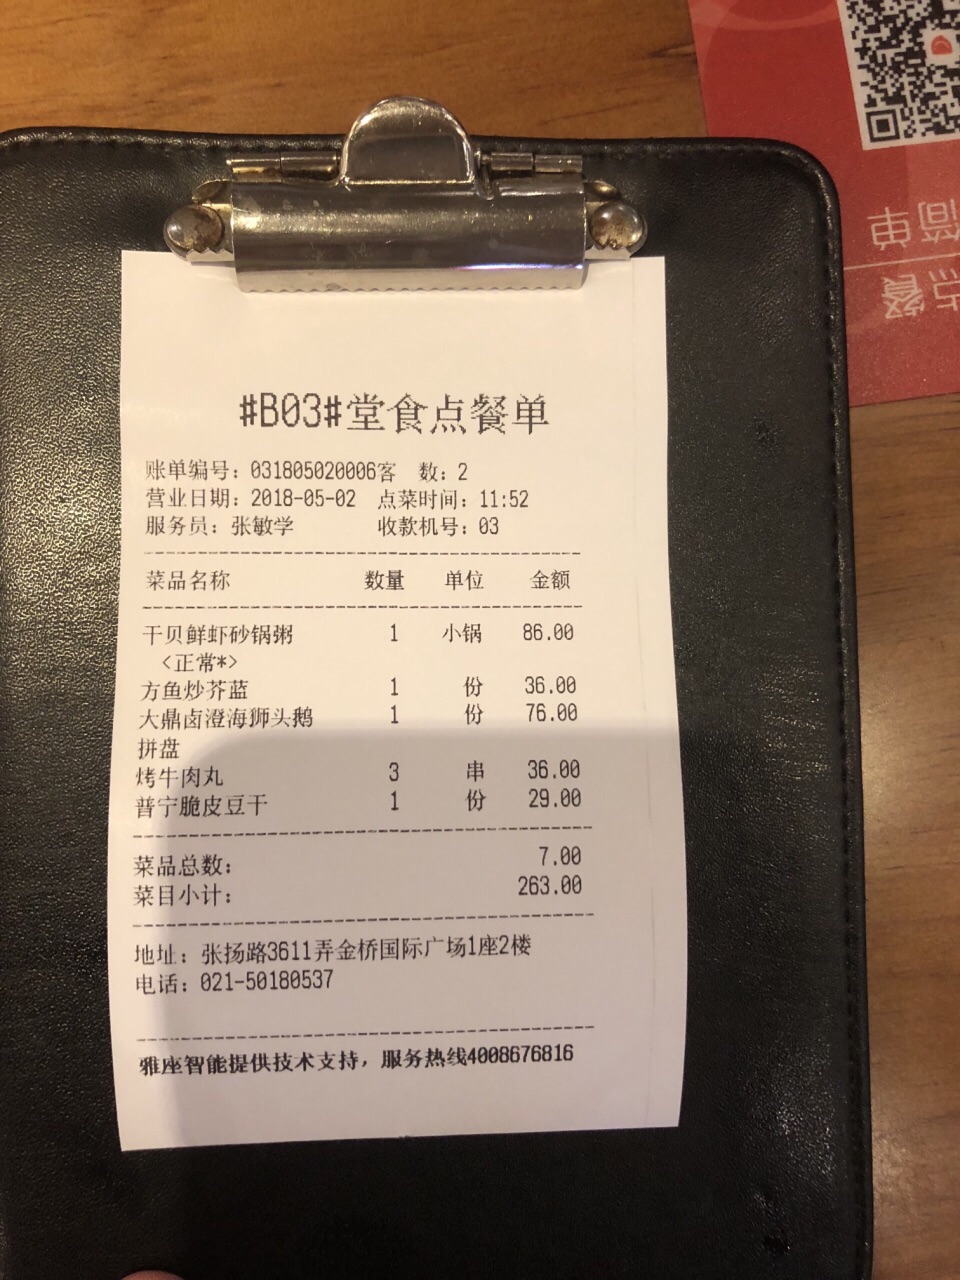 #B03#堂食点餐单
账单编号：031805020006客 数：2
营业日期：2018-05-02 点菜时间：11:52
服务员：张敏学 收款机号：03
菜品名称 数量 单位 金额
干贝鲜虾砂锅粥 1 小锅 86.00
<正常*>
方鱼炒芥蓝 1 份 36.00
大鼎卤澄海狮头鹅 1 份 76.00
拼盘
烤牛肉丸 3 串 36.00
普宁脆皮豆干 1 份 29.00
菜品总数： 7.00
菜目小计： 263.00
地址：张扬路3611弄金桥国际广场1座2楼
电话：021-50180537
雅座智能提供技术支持，服务热线4008676816
点餐
简单